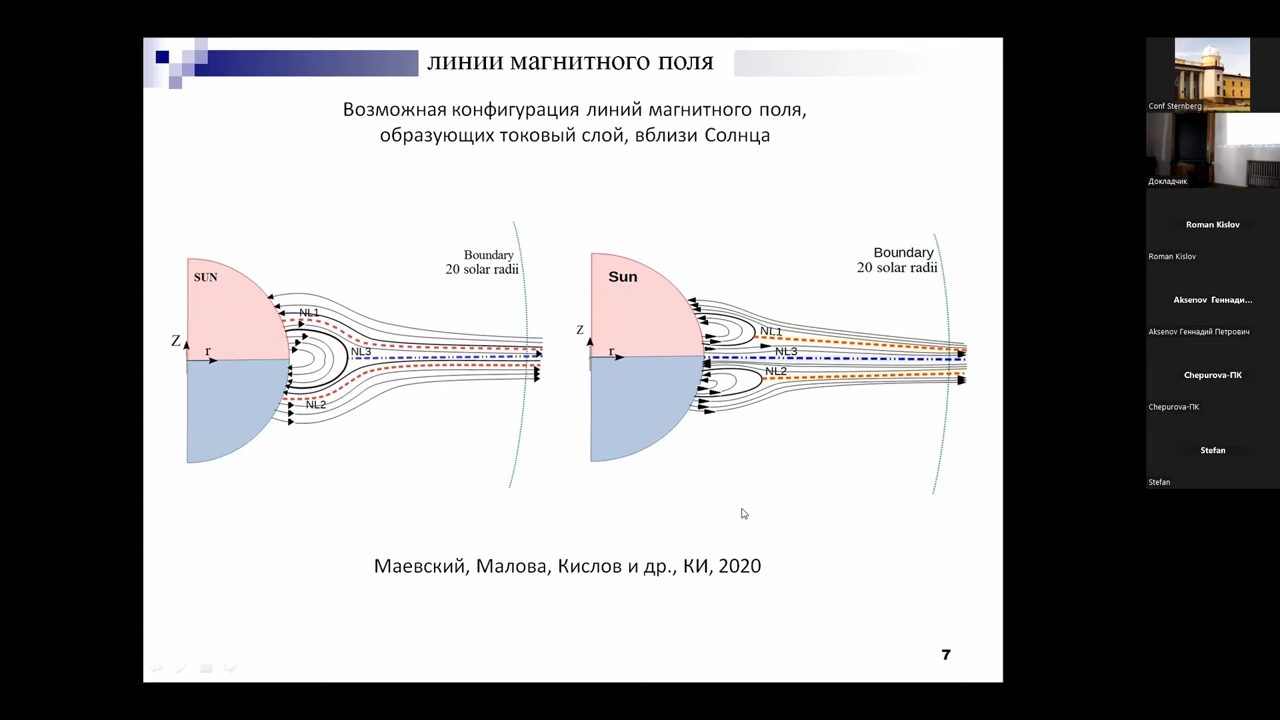 ЛИНИИ МАГНИТНОГО ПОЛЯ
Возможная конфигурация линий магнитного поля,
образующих токовый слой, вблизи Солнца
SUN
Z
r
NL1
NL3
NL2
Boundary
20 solar radii
Sun
z
r
NL1
NL3
NL2
Boundary
20 solar radii
Маевский, Малова, Кислов и др., КИ, 2020
7
Conf Sternberg
Докладчик
Roman Kislov
Roman Kislov
Aksenov Геннади...
Aksenov Геннадий Петрович
Chepurova-ПК
Chepurova-ПК
Stefan
Stefan